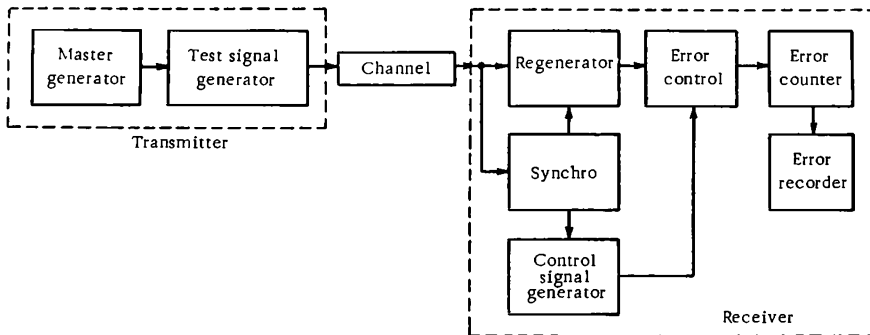 Master
generator
Test signal
generator
Transmitter
Channel
Regenerator
Error
control
Error
counter
Synchro
Error
recorder
Control
signal
generator
Receiver